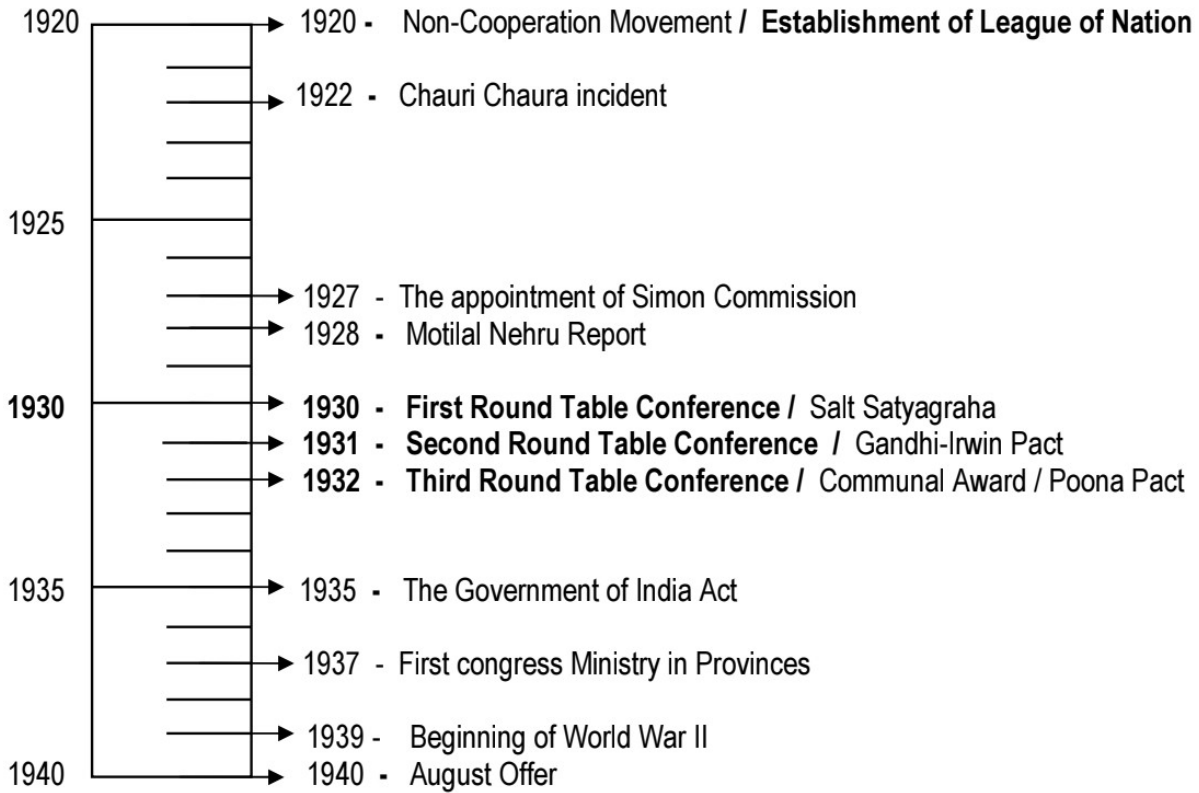 1920 1920 - Non-Cooperation Movement / Establishment of League of Nation
1922 - Chauri Chaura incident
1925
1927 - The appointment of Simon Commission
1928 - Motilal Nehru Report
1930 1930 - First Round Table Conference / Salt Satyagraha
1931 - Second Round Table Conference / Gandhi-Irwin Pact
1932 - Third Round Table Conference / Communal Award / Poona Pact
1935 1935 - The Government of India Act
1937 - First congress Ministry in Provinces
1939 - Beginning of World War II
1940 1940 - August Offer